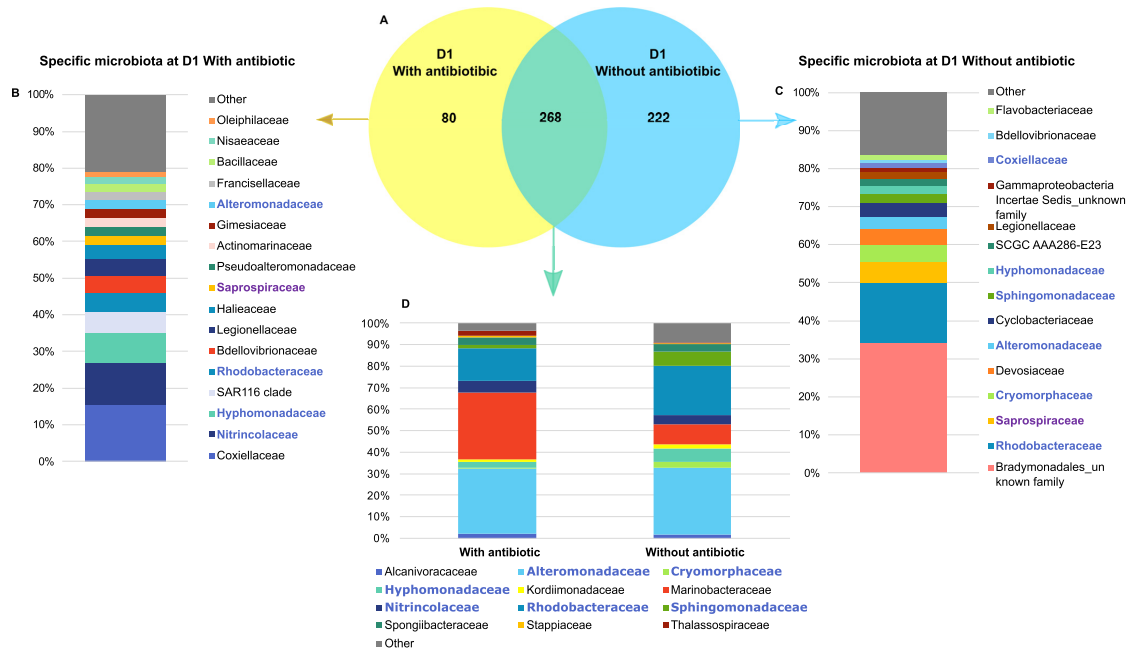 A
D1
With antibiotibic
D1
Without antibiotibic
80
268
222
Specific microbiota at D1 With antibiotic
B
100%
90%
80%
70%
60%
50%
40%
30%
20%
10%
0%
Other
Oleiphilaceae
Nisaeaceae
Bacillaceae
Francisellaceae
Alteromonadaceae
Gimesiaceae
Actinomarinaceae
Pseudoalteromonadaceae
Saprospiraceae
Halieaceae
Legionellaceae
Bdellovibrionaceae
Rhodobacteraceae
SAR116 clade
Hyphomonadaceae
Nitrincolaceae
Coxiellaceae
Specific microbiota at D1 Without antibiotic
C
100%
90%
80%
70%
60%
50%
40%
30%
20%
10%
0%
Other
Flavobacteriaceae
Bdellovibrionaceae
Coxiellaceae
Gammaproteobacteria
Incertae Sedis_unknown
family
Legionellaceae
SCGC AAA286-E23
Hyphomonadaceae
Sphingomonadaceae
Cyclobacteriaceae
Alteromonadaceae
Devosiaceae
Cryomorphaceae
Saprospiraceae
Rhodobacteraceae
Bradymonadales_un
known family
D
100%
90%
80%
70%
60%
50%
40%
30%
20%
10%
0%
With antibiotic
Without antibiotic
Alcanivoracaceae
Alteromonadaceae
Cryomorphaceae
Hyphomonadaceae
Kordiimonadaceae
Marinobacteraceae
Nitrincolaceae
Rhodobacteraceae
Sphingomonadaceae
Spongiibacteraceae
Stappiaceae
Thalassospiraceae
Other